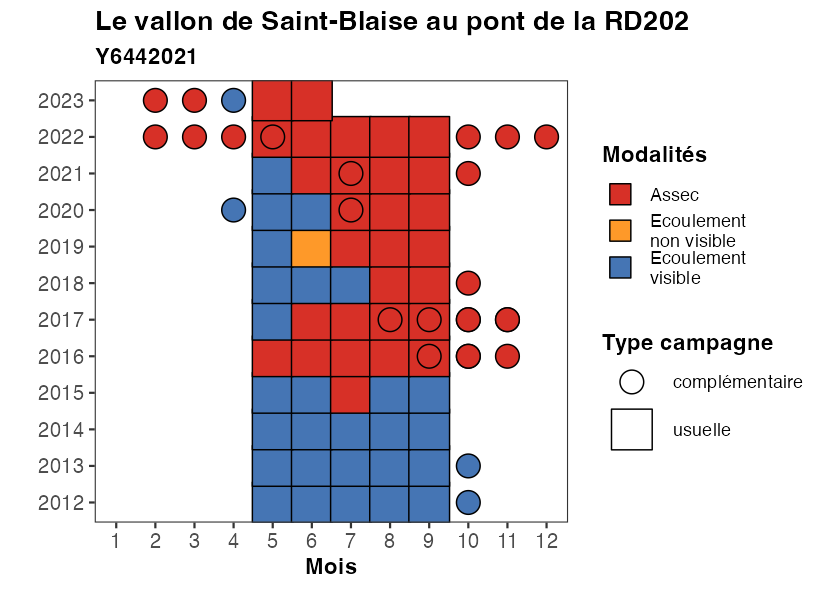 Le vallon de Saint-Blaise au pont de la RD202
Y6442021
2023
2022
2021
2020
2019
2018
2017
2016
2015
2014
2013
2012
1 2 3 4 5 6 7 8 9 10 11 12
Mois
Modalités
Assec
Ecoulement
non visible
Ecoulement
visible
Type campagne
complémentaire
usuelle